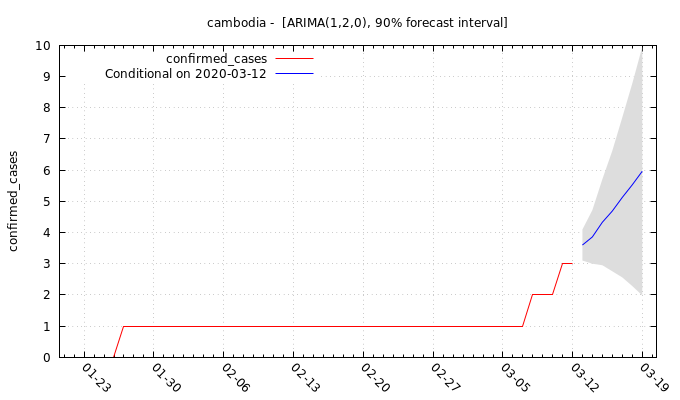 cambodia - [ARIMA(1,2,0), 90% forecast interval]
confirmed_cases
Conditional on 2020-03-12
confirmed_cases
10
9
8
7
6
5
4
3
2
1
0
01-23 01-30 02-06 02-13 02-20 02-27 03-05 03-12 03-19